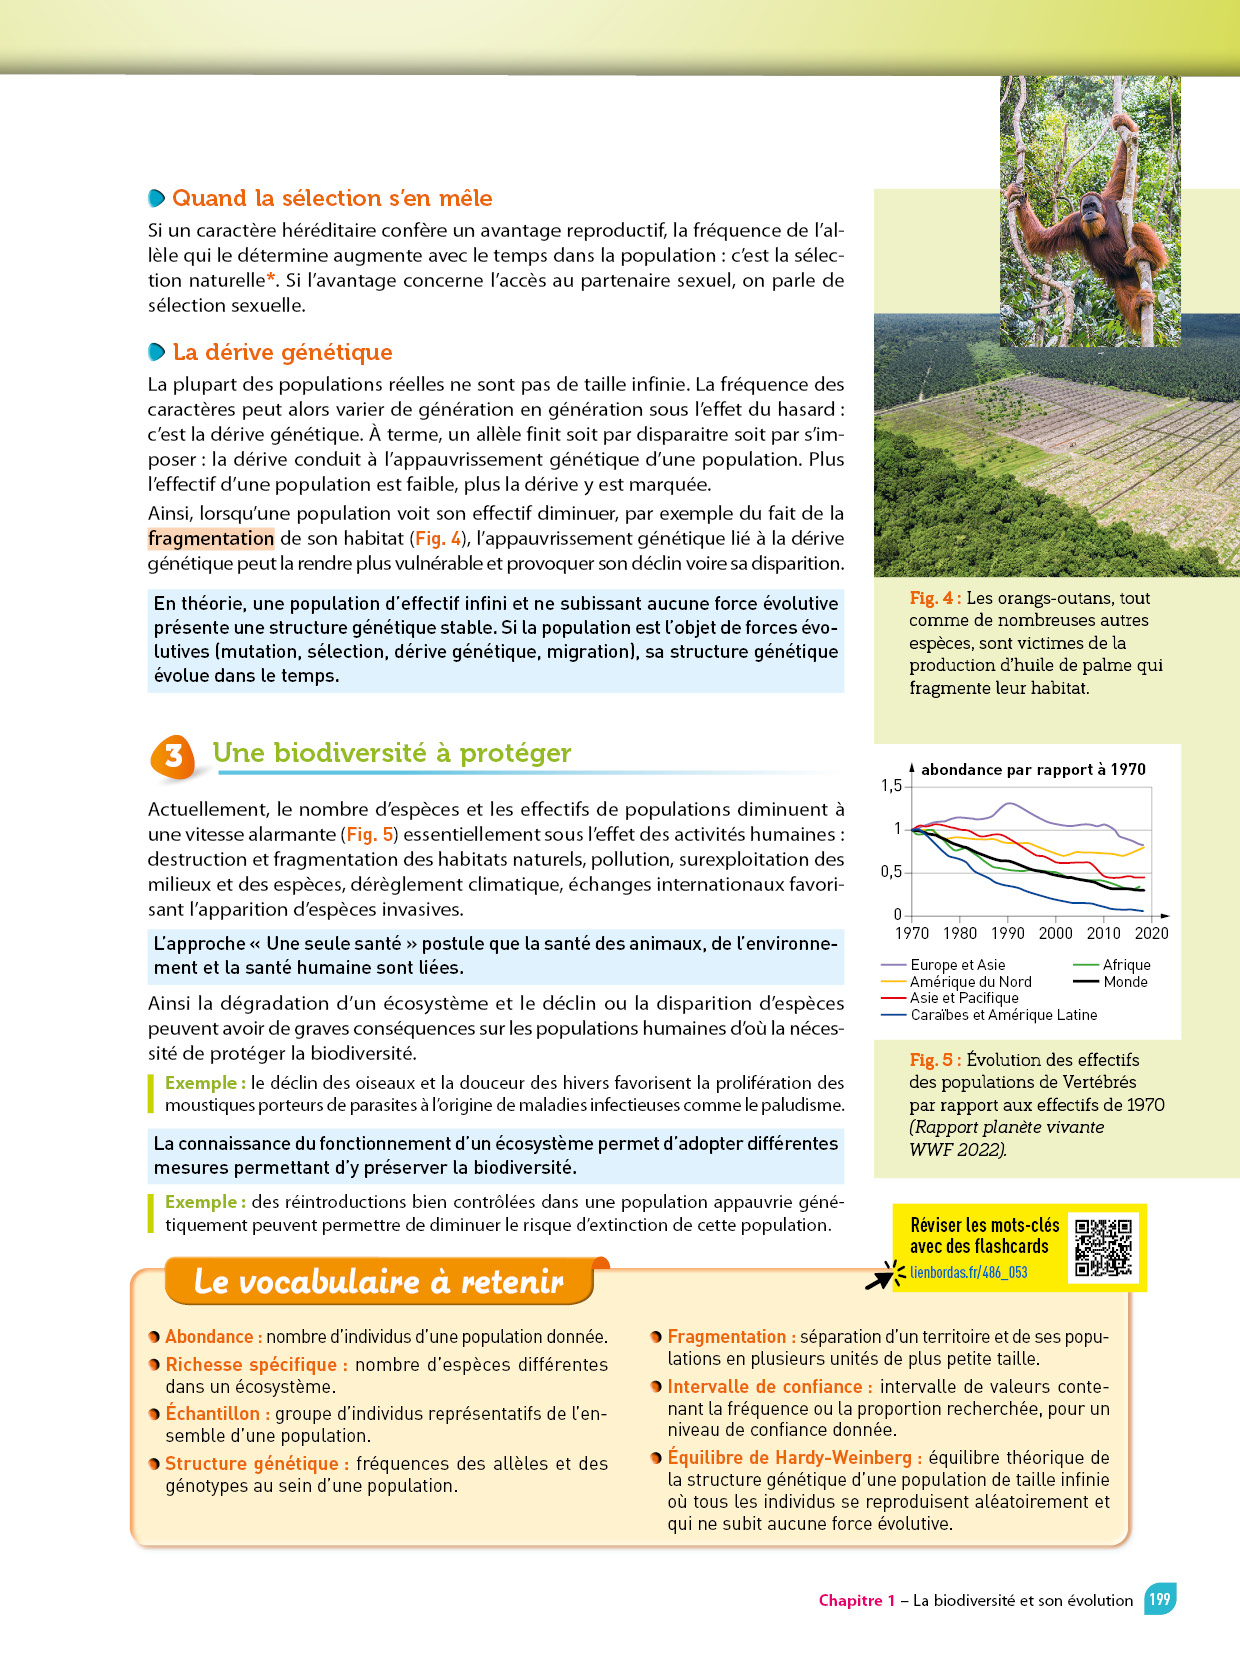 Quand la sélection s'en mêle
Si un caractère héréditaire confère un avantage reproductif, la fréquence de l'al-
lèle qui le détermine augmente avec le temps dans la population : c'est la sélec-
tion naturelle*. Si l'avantage concerne l'accès au partenaire sexuel, on parle de
sélection sexuelle.
La dérive génétique
La plupart des populations réelles ne sont pas de taille infinie. La fréquence des
caractères peut alors varier de génération en génération sous l'effet du hasard :
c'est la dérive génétique. À terme, un allèle finit soit par disparaitre soit par s'im-
poser : la dérive conduit à l'appauvrissement génétique d'une population. Plus
l'effectif d'une population est faible, plus la dérive y est marquée.
Ainsi, lorsqu'une population voit son effectif diminuer, par exemple du fait de la
fragmentation de son habitat (Fig. 4), l'appauvrissement génétique lié à la dérive
génétique peut la rendre plus vulnérable et provoquer son déclin voire sa disparition.
En théorie, une population d'effectif infini et ne subissant aucune force évolutive
présente une structure génétique stable. Si la population est l'objet de forces évo-
lutives (mutation, sélection, dérive génétique, migration), sa structure génétique
évolue dans le temps.
3 Une biodiversité à protéger
Actuellement, le nombre d'espèces et les effectifs de populations diminuent à
une vitesse alarmante (Fig. 5) essentiellement sous l'effet des activités humaines :
destruction et fragmentation des habitats naturels, pollution, surexploitation des
milieux et des espèces, dérèglement climatique, échanges internationaux favori-
sant l'apparition d'espèces invasives.
L'approche « Une seule santé » postule que la santé des animaux, de l'environne-
ment et la santé humaine sont liées.
Ainsi la dégradation d'un écosystème et le déclin ou la disparition d'espèces
peuvent avoir de graves conséquences sur les populations humaines d'où la néces-
sité de protéger la biodiversité.
Exemple : le déclin des oiseaux et la douceur des hivers favorisent la prolifération des
moustiques porteurs de parasites à l'origine de maladies infectieuses comme le paludisme.
La connaissance du fonctionnement d'un écosystème permet d'adopter différentes
mesures permettant d'y préserver la biodiversité.
Exemple : des réintroductions bien contrôlées dans une population appauvrie géné-
tiquement peuvent permettre de diminuer le risque d'extinction de cette population.
Fig. 4 : Les orangs-outans, tout
comme de nombreuses autres
espèces, sont victimes de la
production d'huile de palme qui
fragmente leur habitat.
abondance par rapport à 1970
1,5
1
0,5
0
1970 1980 1990 2000 2010 2020
Europe et Asie
Amérique du Nord
Asie et Pacifique
Caraïbes et Amérique Latine
Afrique
Monde
Fig. 5 : Évolution des effectifs
des populations de Vertébrés
par rapport aux effectifs de 1970
(Rapport planète vivante
WWF 2022).
Réviser les mots-clés
avec des flashcards
lienbordas.fr/486_053
Le vocabulaire à retenir
Abondance : nombre d'individus d'une population donnée.
Richesse spécifique : nombre d'espèces différentes
dans un écosystème.
Échantillon : groupe d'individus représentatifs de l'en-
semble d'une population.
Structure génétique : fréquences des allèles et des
génotypes au sein d'une population.
Fragmentation : séparation d'un territoire et de ses popu-
lations en plusieurs unités de plus petite taille.
Intervalle de confiance : intervalle de valeurs conte-
nant la fréquence ou la proportion recherchée, pour un
niveau de confiance donnée.
Équilibre de Hardy-Weinberg : équilibre théorique de
la structure génétique d'une population de taille infinie
où tous les individus se reproduisent aléatoirement et
qui ne subit aucune force évolutive.
Chapitre 1 – La biodiversité et son évolution 199